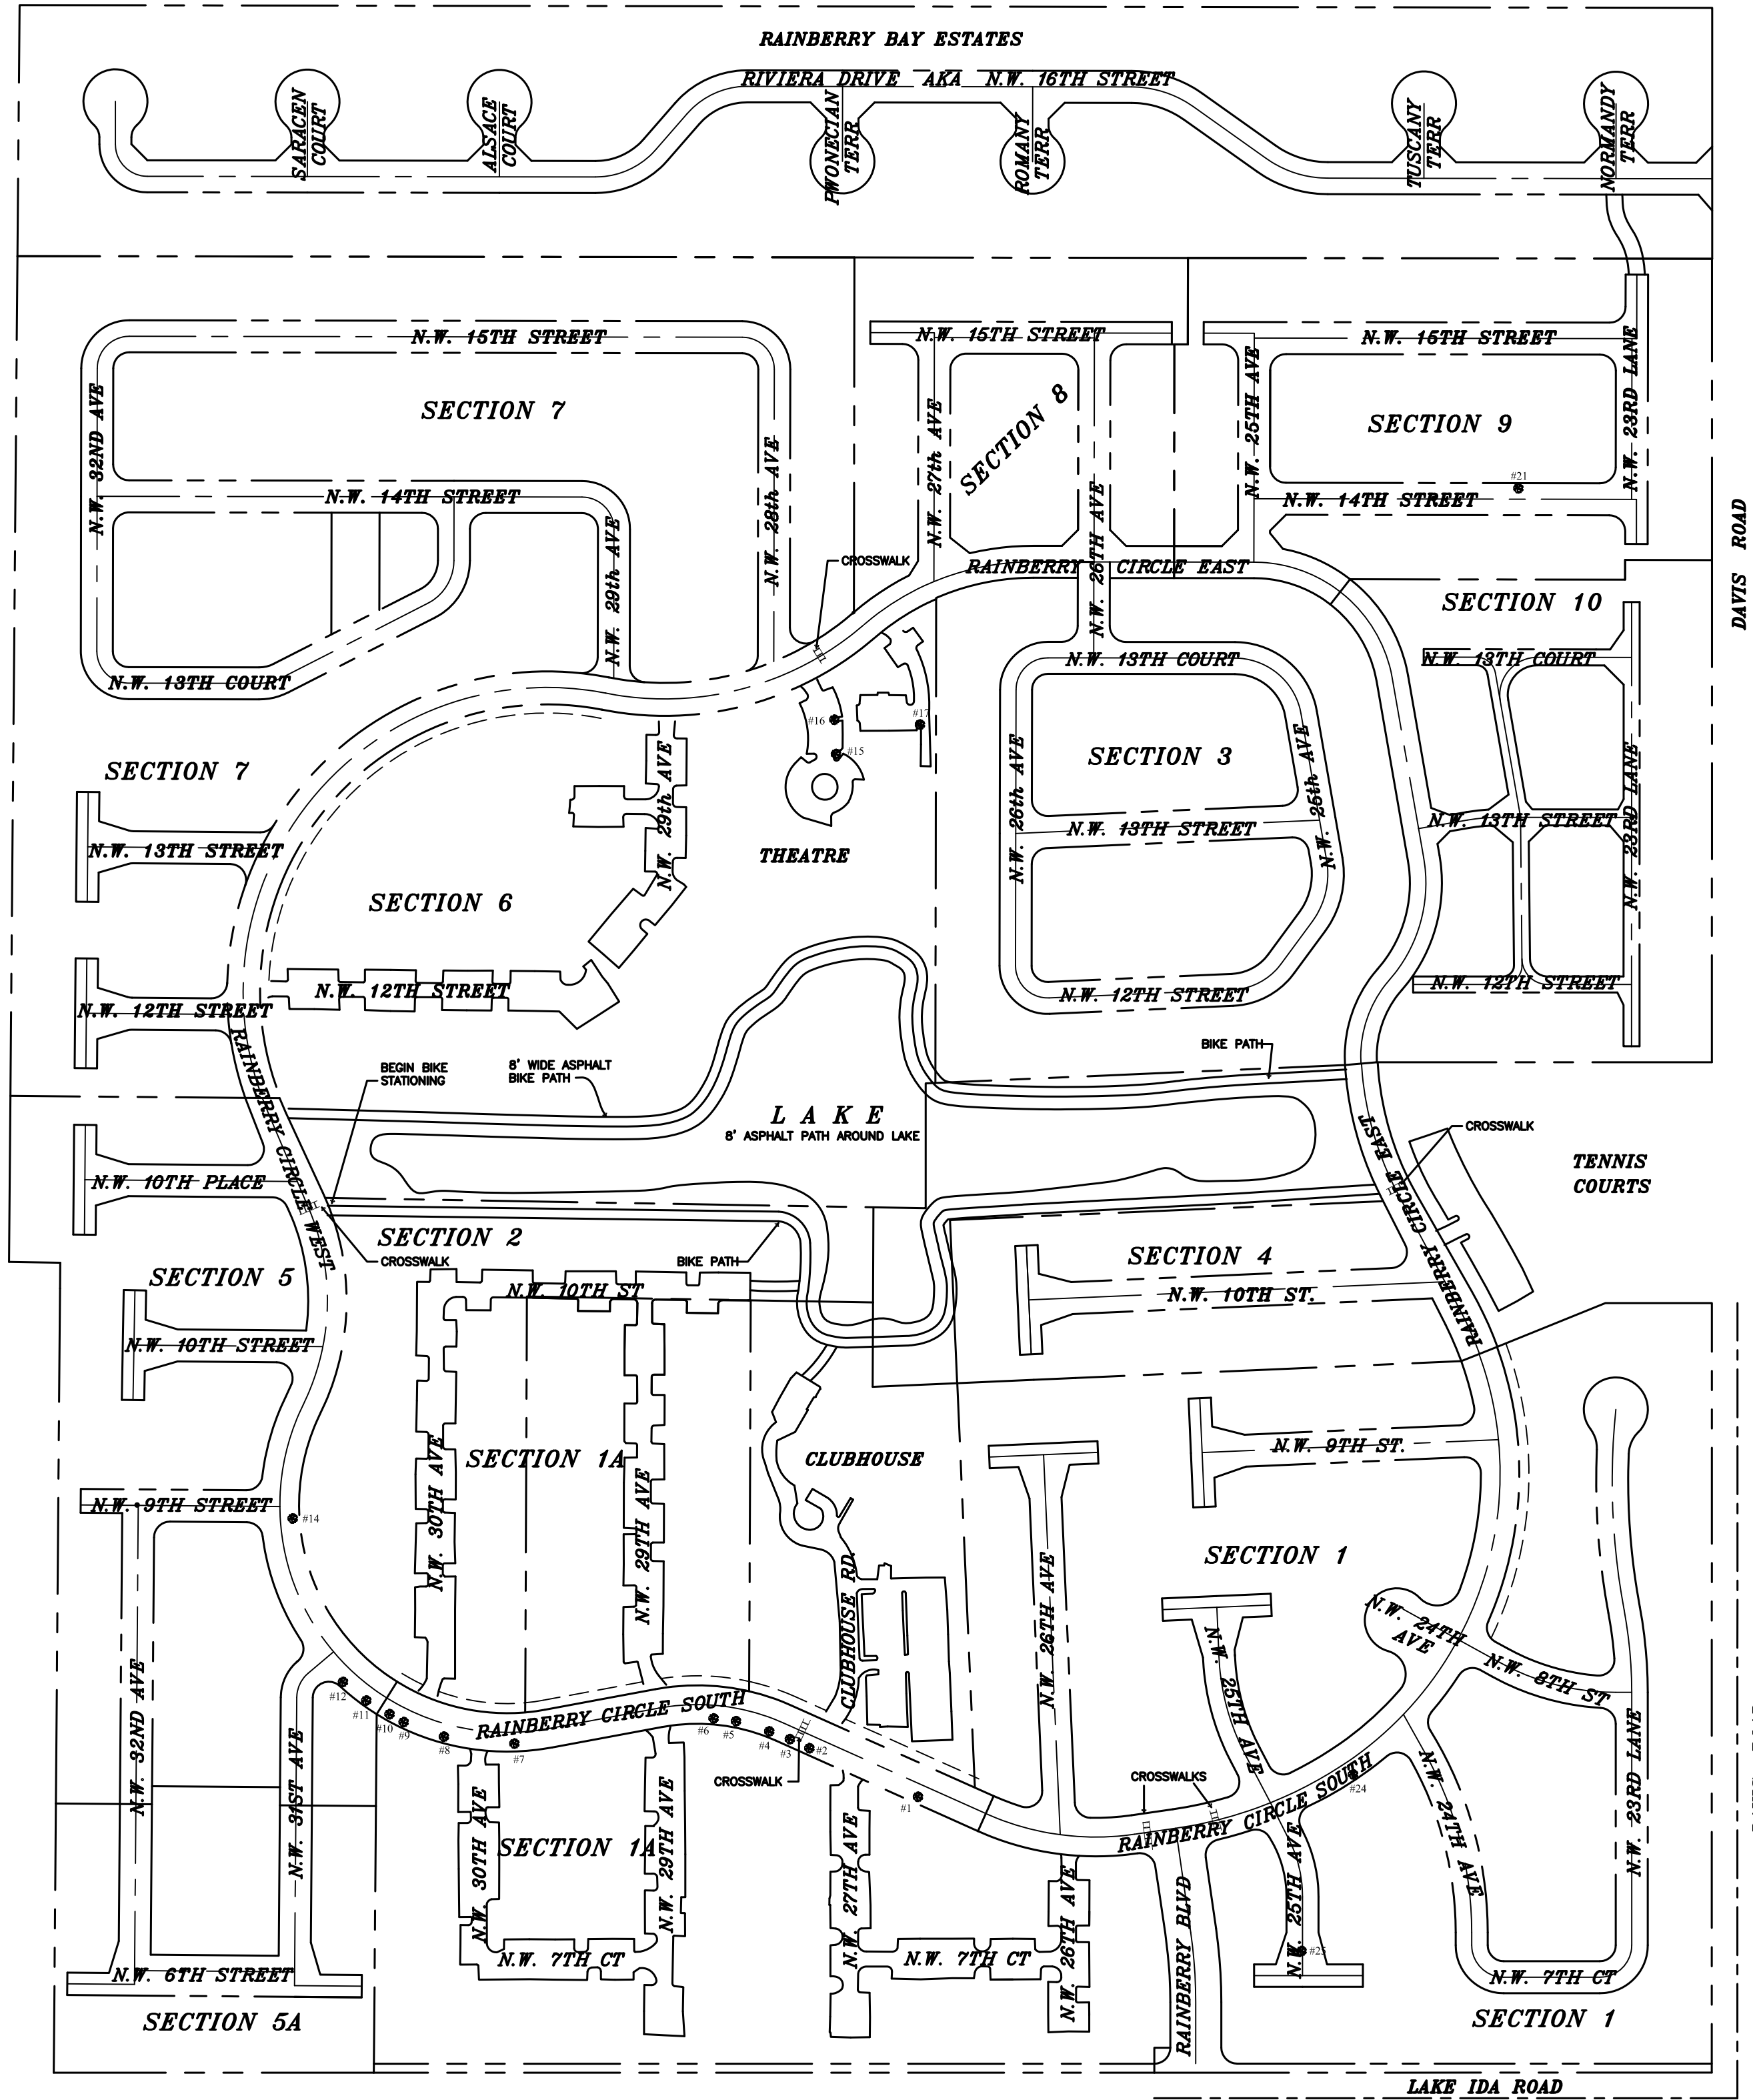 RAINBERRY BAY ESTATES
RIVIERA DRIVE AKA N.W. 16TH STREET
SARACEN
COURT
ALSACE
COURT
PWONECIAN
TERR
ROMANY
TERR
TUSCANY
TERR
NORMANDY
TERR
N.W. 15TH STREET
N.W. 15TH STREET
N.W. 15TH STREET
N.W. 32ND AVE
SECTION 7
N.W. 28th AVE
N.W. 27th AVE
SECTION 8
N.W. 26TH AVE
N.W. 25TH AVE
SECTION 9
N.W. 23RD LANE
#21
N.W. 14TH STREET
N.W. 14TH STREET
N.W. 29th AVE
DAVIS ROAD
CROSSWALK
RAINBERRY CIRCLE EAST
SECTION 10
N.W. 13TH COURT
N.W. 13TH COURT
N.W. 13TH COURT
#16
#17
#15
SECTION 7
N.W. 29th AVE
SECTION 3
N.W. 26th AVE
N.W. 25th AVE
N.W. 23RD LANE
N.W. 13TH STREET
N.W. 13TH STREET
N.W. 13TH STREET
THEATRE
SECTION 6
N.W. 12TH STREET
N.W. 12TH STREET
N.W. 12TH STREET
N.W. 12TH STREET
RAINBERRY CIRCLE WEST
BEGIN BIKE
STATIONING
8' WIDE ASPHALT
BIKE PATH
BIKE PATH
L A K E
8' ASPHALT PATH AROUND LAKE
RAINBERRY CIRCLE EAST
CROSSWALK
TENNIS
COURTS
N.W. 10TH PLACE
SECTION 2
CROSSWALK
BIKE PATH
SECTION 4
SECTION 5
N.W. 10TH ST
N.W. 10TH ST.
N.W. 10TH STREET
SECTION 1A
N.W. 30TH AVE
N.W. 29TH AVE
CLUBHOUSE
N.W. 9TH ST.
N.W. 9TH STREET
#14
CLUBHOUSE RD.
N.W. 26TH AVE
SECTION 1
N.W. 25TH AVE
N.W. 24TH
AVE
N.W. 8TH ST
N.W. 32ND AVE
N.W. 31ST AVE
#12
#11
#10
#9
#8
#7
#6
#5
#4
#3
#2
#1
RAINBERRY CIRCLE SOUTH
CROSSWALK
CROSSWALKS
RAINBERRY CIRCLE SOUTH
#24
N.W. 30TH AVE
SECTION 1A
N.W. 29TH AVE
N.W. 27TH AVE
N.W. 26TH AVE
RAINBERRY BLVD
N.W. 25TH AVE
#25
N.W. 24TH AVE
N.W. 23RD LANE
N.W. 7TH CT
N.W. 7TH CT
N.W. 7TH CT
N.W. 6TH STREET
SECTION 5A
SECTION 1
LAKE IDA ROAD